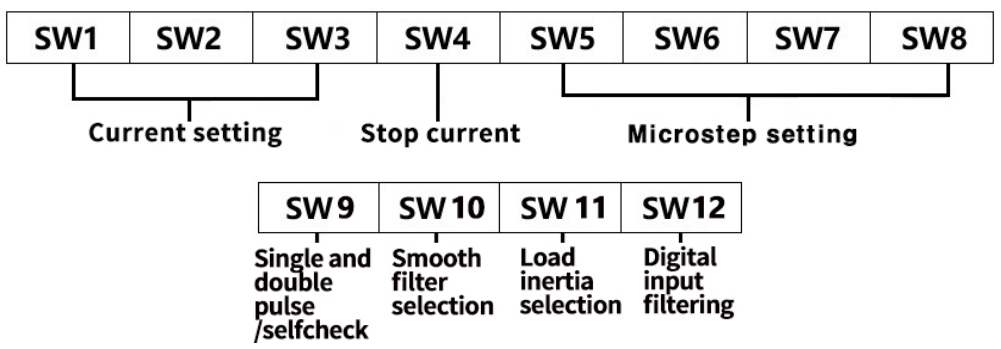 SW1 SW2 SW3 SW4 SW5 SW6 SW7 SW8
Current setting Stop current Microstep setting
SW9 SW10 SW11 SW12
Single and Smooth Load Digital
double filter inertia input
pulse selection selection filtering
/selfcheck